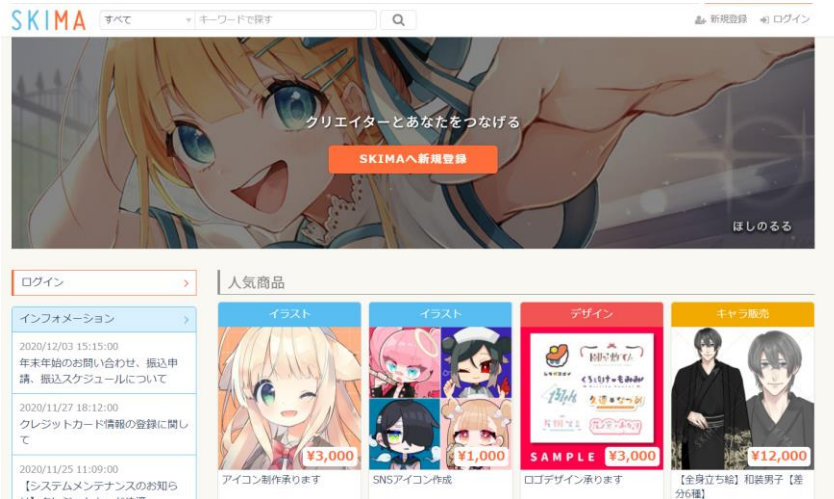 SKIMA
すべて
キーワードで探す
新規登録
ログイン
クリエイターとあなたをつなげる
SKIMAへ新規登録
ほしのるる
ログイン
インフォメーション
2020/12/03 15:15:00
年末年始のお問い合わせ、振込申
請、振込スケジュールについて
2020/11/27 18:12:00
クレジットカード情報の登録に関し
て
2020/11/25 11:09:00
【システムメンテナンスのお知ら
人気商品
イラスト
¥3,000
アイコン制作承ります
イラスト
¥1,000
SNSアイコン作成
デザイン
SAMPLE
¥3,000
ロゴデザイン承ります
キャラ販売
¥12,000
【全身立ち絵】和装男子【差
分6種】